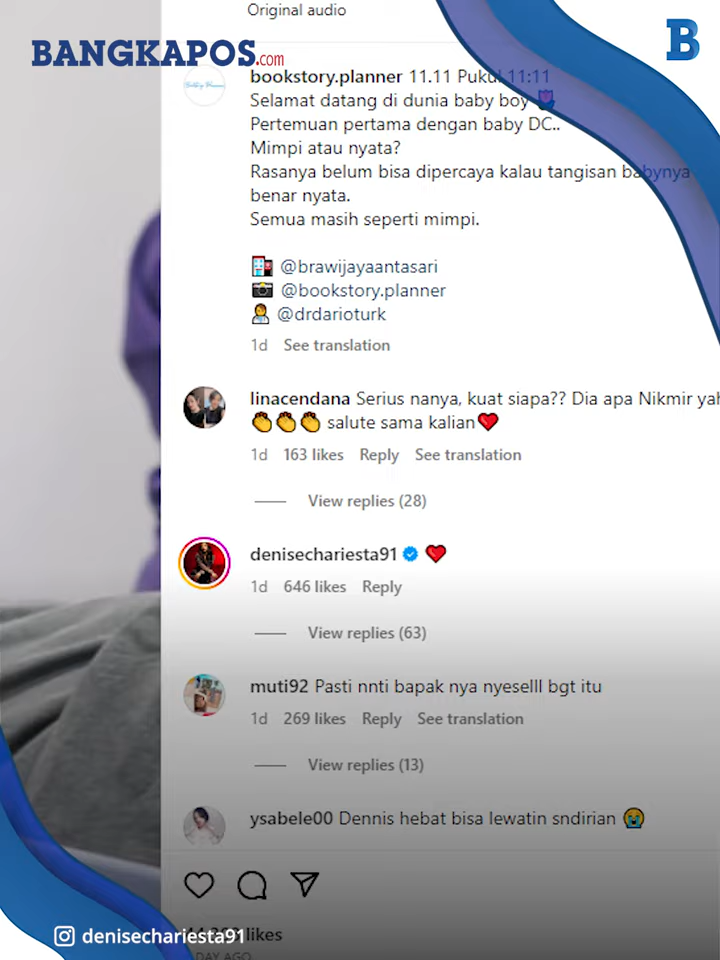 Original audio
BANGKAPOS.com
B
bookstory.planner 11.11 Pukul 11:11
Selamat datang di dunia baby boy
Pertemuan pertama dengan baby DC..
Mimpi atau nyata?
Rasanya belum bisa dipercaya kalau tangisan babynya
benar nyata.
Semua masih seperti mimpi.
@brawijayaantasari
@bookstory.planner
@drdarioturk
1d See translation
linacendana Serius nanya, kuat siapa?? Dia apa Nikmir yah
👏👏👏 salute sama kalian❤️
1d 163 likes Reply See translation
View replies (28)
denisechariesta91 ❤️
1d 646 likes Reply
View replies (63)
muti92 Pasti nnti bapak nya nyeselll bgt itu
1d 269 likes Reply See translation
View replies (13)
ysabele00 Dennis hebat bisa lewatin sndirian 😭
likes
denisechariesta91
DAY AGO